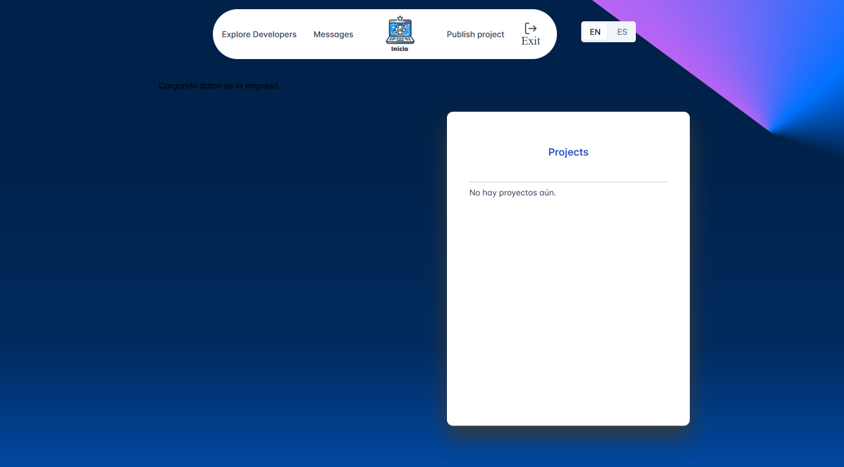 Explore Developers
Messages
Inicio
Publish project
Exit
EN
ES
Cargando datos de la empresa...
Projects
No hay proyectos aún.